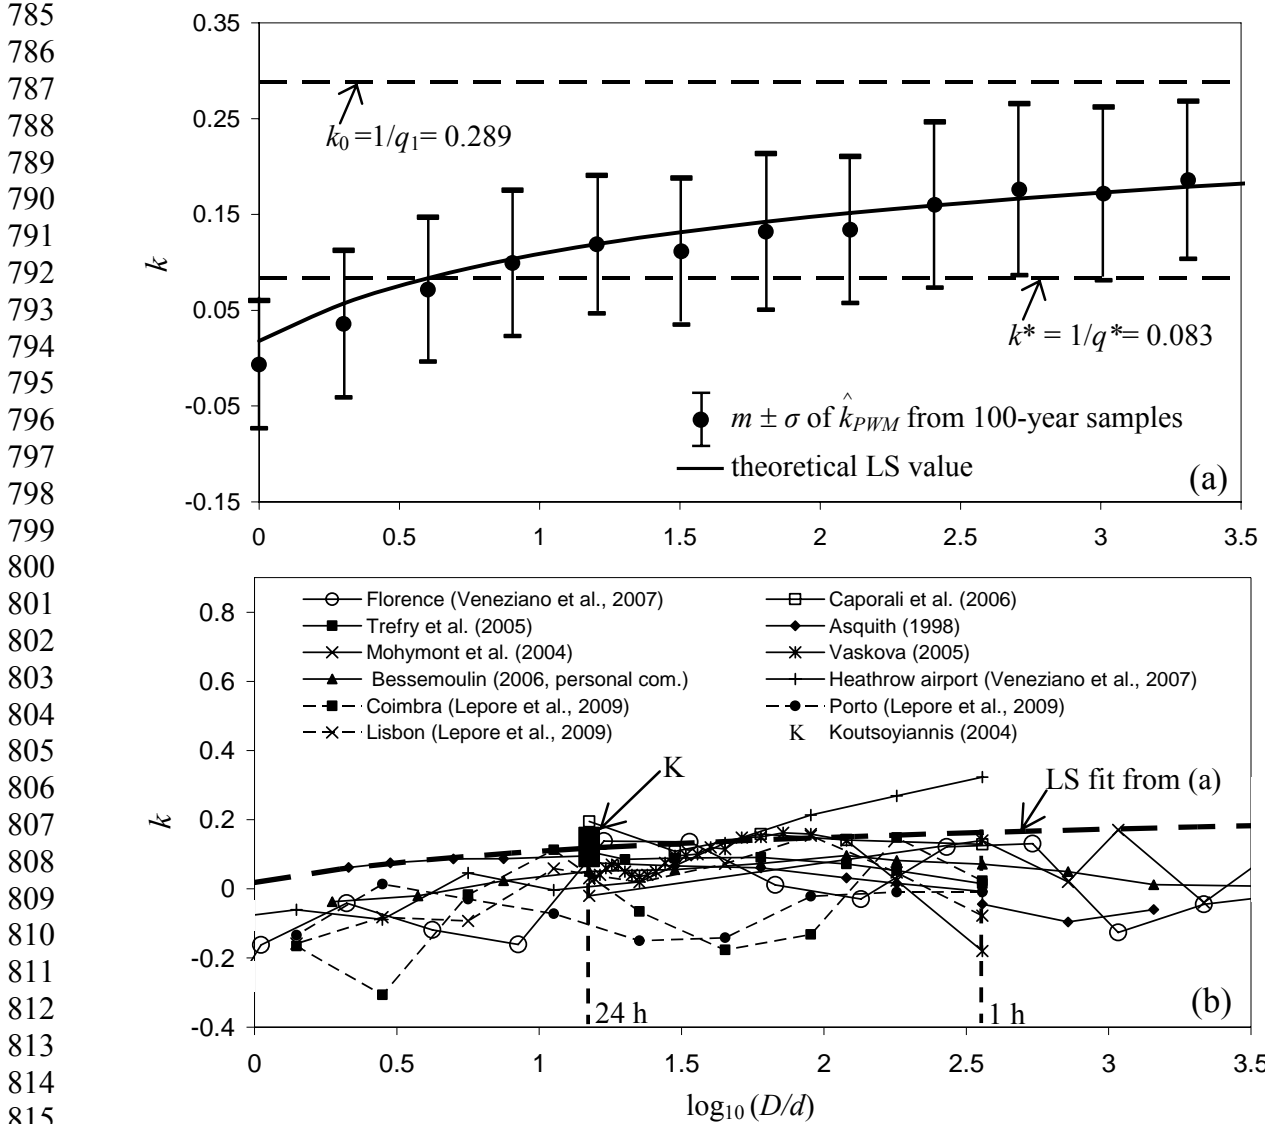 785
786
787
788
789
790
791
792
793
794
795
796
797
798
799
800
801
802
803
804
805
806
807
808
809
810
811
812
813
814
815
0.35
0.25
0.15
0.05
-0.05
-0.15
k
k0 =1/q1= 0.289
k* = 1/q*= 0.083
m ± σ of k̂PWM from 100-year samples
theoretical LS value
(a)
0 0.5 1 1.5 2 2.5 3 3.5
0.8
0.6
0.4
0.2
0
-0.2
-0.4
k
Florence (Veneziano et al., 2007)
Caporali et al. (2006)
Trefry et al. (2005)
Asquith (1998)
Mohymont et al. (2004)
Vaskova (2005)
Bessemoulin (2006, personal com.)
Heathrow airport (Veneziano et al., 2007)
Coimbra (Lepore et al., 2009)
Porto (Lepore et al., 2009)
Lisbon (Lepore et al., 2009)
K Koutsoyiannis (2004)
K
LS fit from (a)
24 h
1 h
(b)
0 0.5 1 1.5 2 2.5 3 3.5
log10 (D/d)